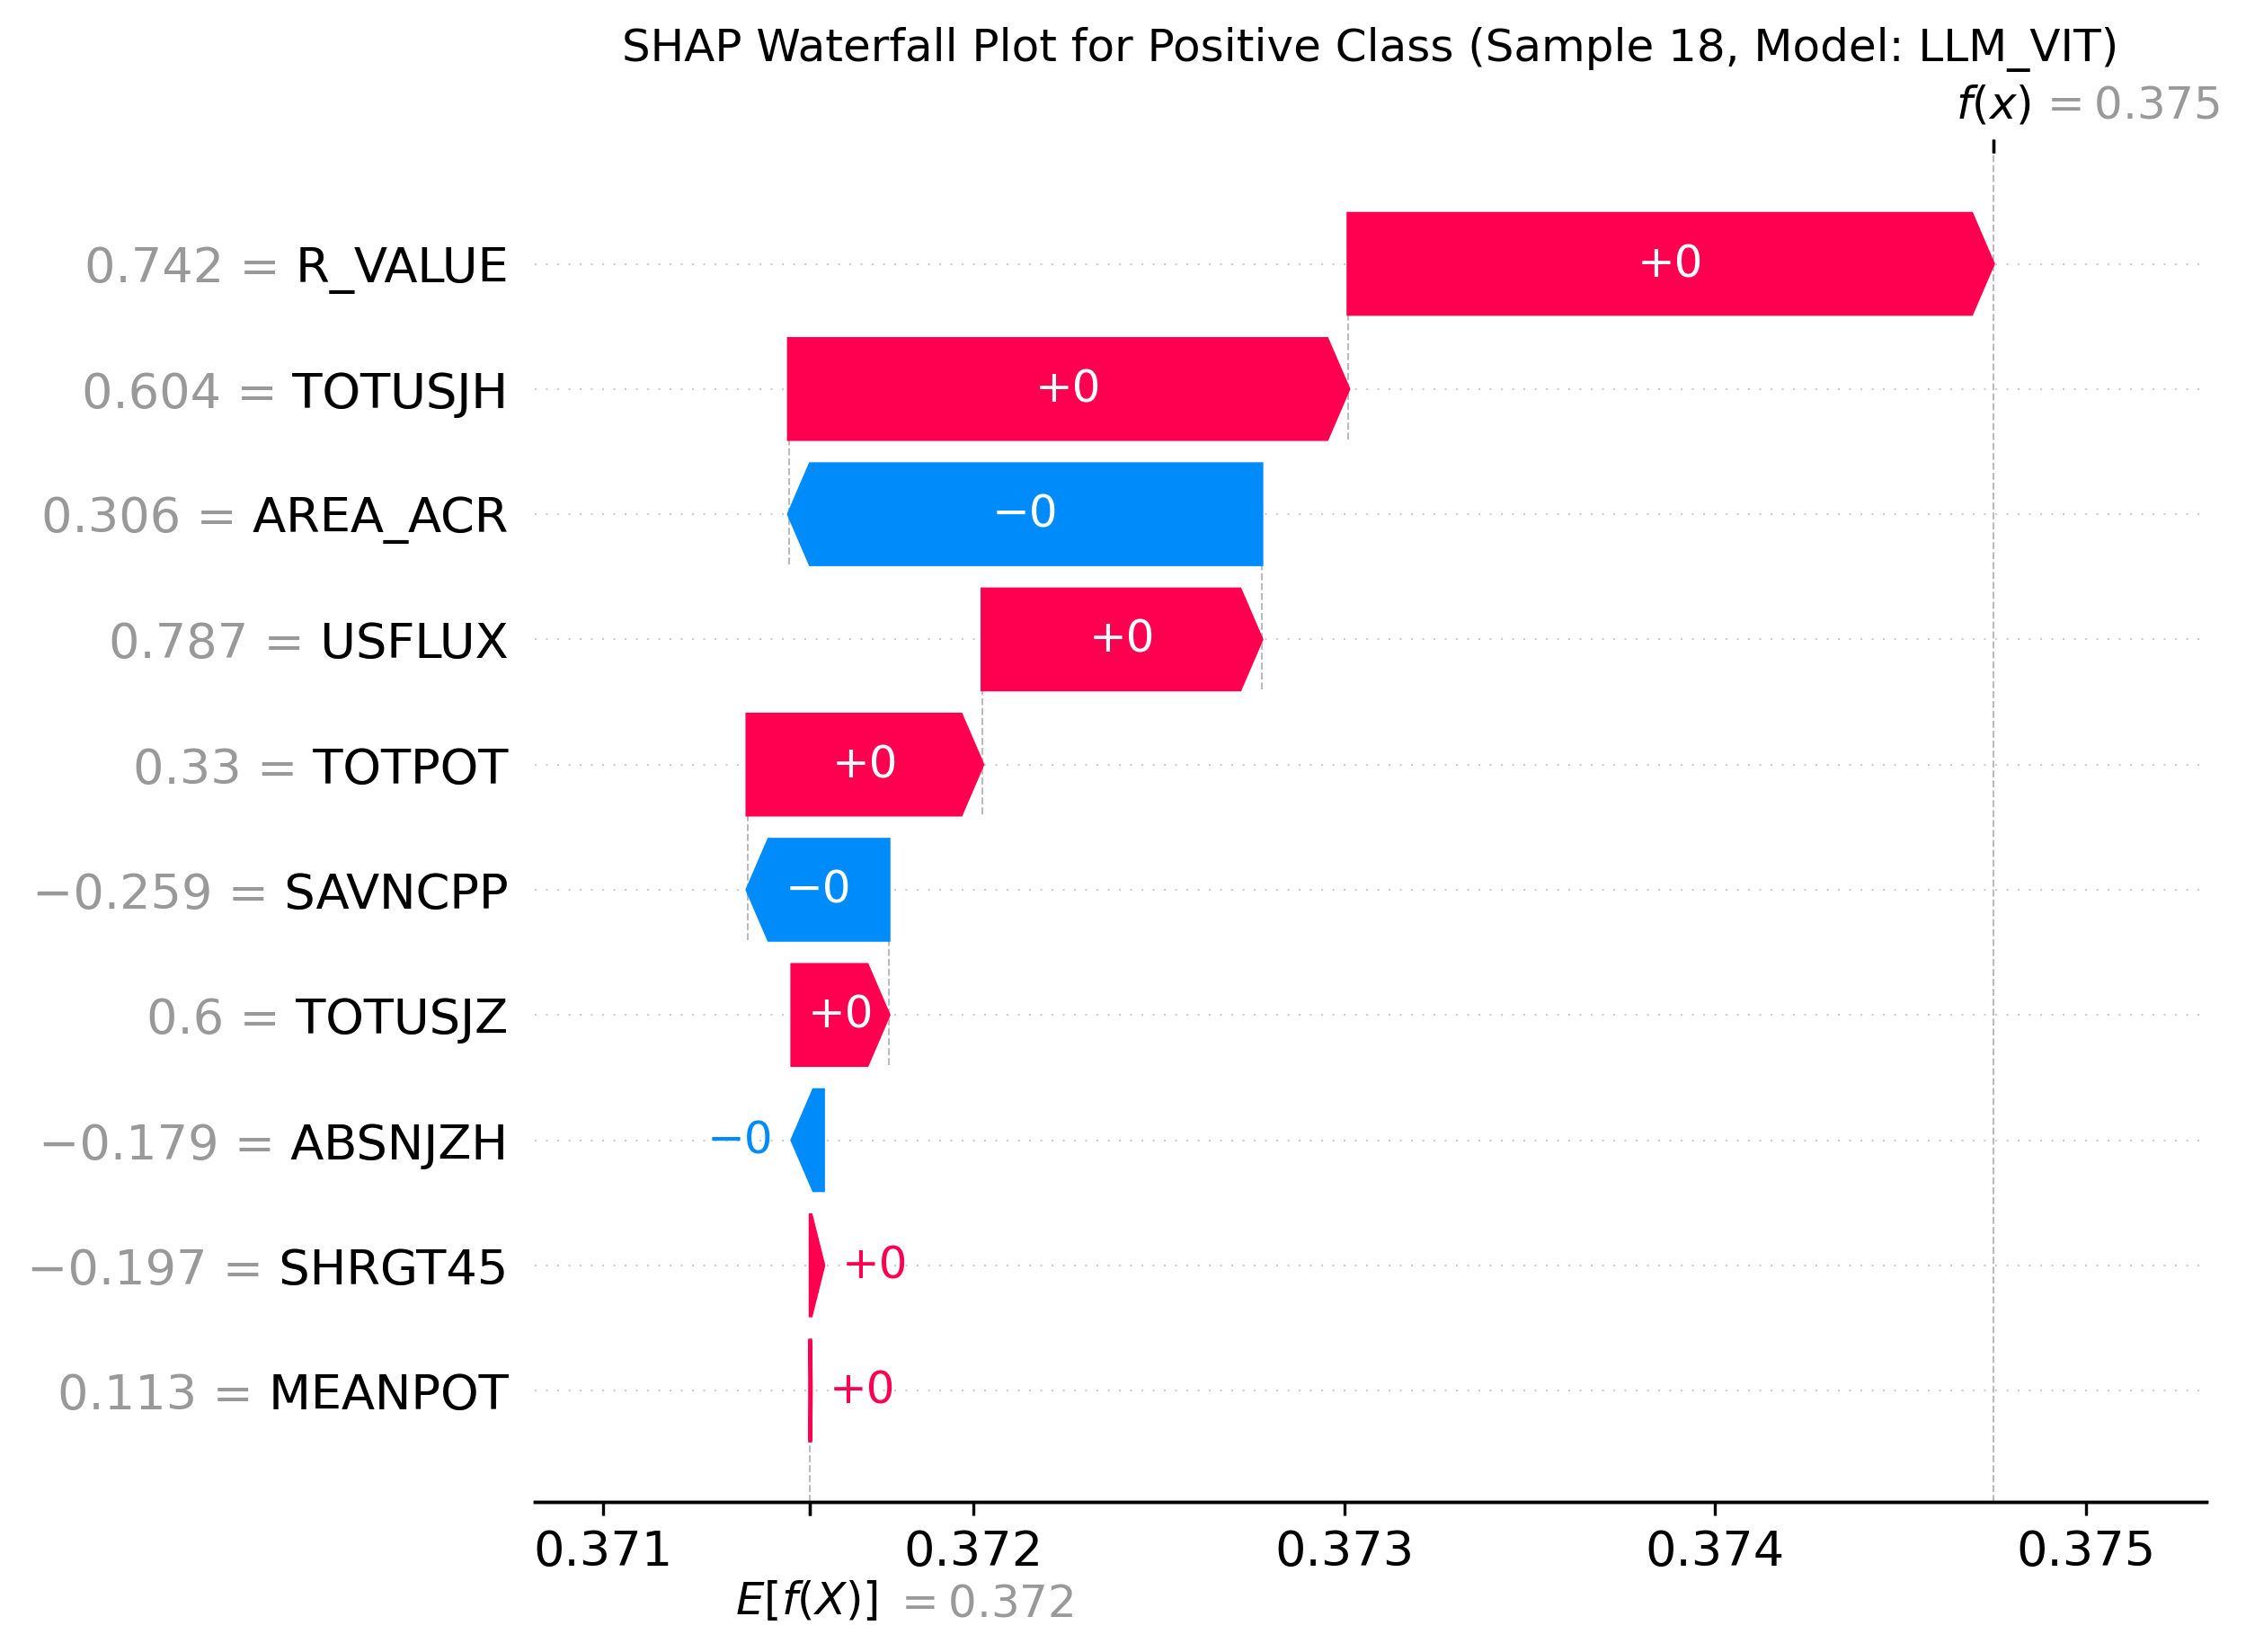 SHAP Waterfall Plot for Positive Class (Sample 18, Model: LLM_VIT)
f(x) = 0.375
0.742 = R_VALUE +0
0.604 = TOTUSJH +0
0.306 = AREA_ACR −0
0.787 = USFLUX +0
0.33 = TOTPOT +0
−0.259 = SAVNCPP −0
0.6 = TOTUSJZ +0
−0.179 = ABSNJZH −0
−0.197 = SHRGT45 +0
0.113 = MEANPOT +0
0.371 0.372 0.373 0.374 0.375
E[f(X)] = 0.372